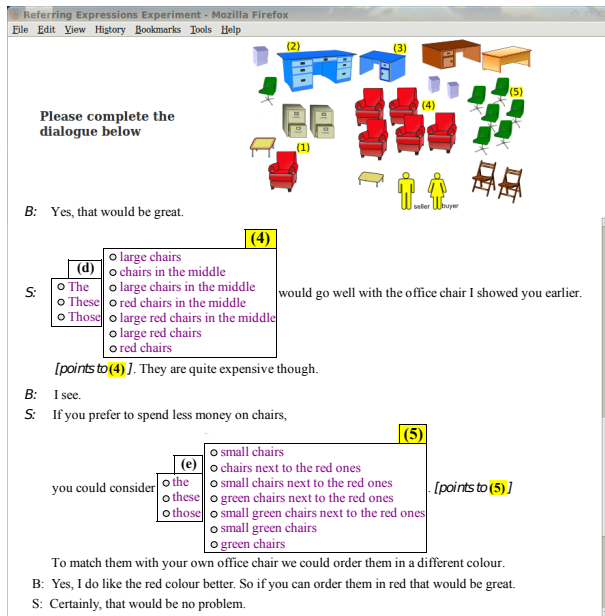 Referring Expressions Experiment - Mozilla Firefox
File Edit View History Bookmarks Tools Help
(2)
(3)
(5)
(4)
Please complete the
dialogue below
(1)
seller buyer
B: Yes, that would be great.
(4)
large chairs
(d)
chairs in the middle
The
large chairs in the middle
S: These red chairs in the middle would go well with the office chair I showed you earlier.
Those large red chairs in the middle
large red chairs
red chairs
[points to (4) ]. They are quite expensive though.
B: I see.
S: If you prefer to spend less money on chairs,
(5)
small chairs
(e)
chairs next to the red ones
the
small chairs next to the red ones
you could consider these green chairs next to the red ones . [points to (5) ]
those small green chairs next to the red ones
small green chairs
green chairs
To match them with your own office chair we could order them in a different colour.
B: Yes, I do like the red colour better. So if you can order them in red that would be great.
S: Certainly, that would be no problem.